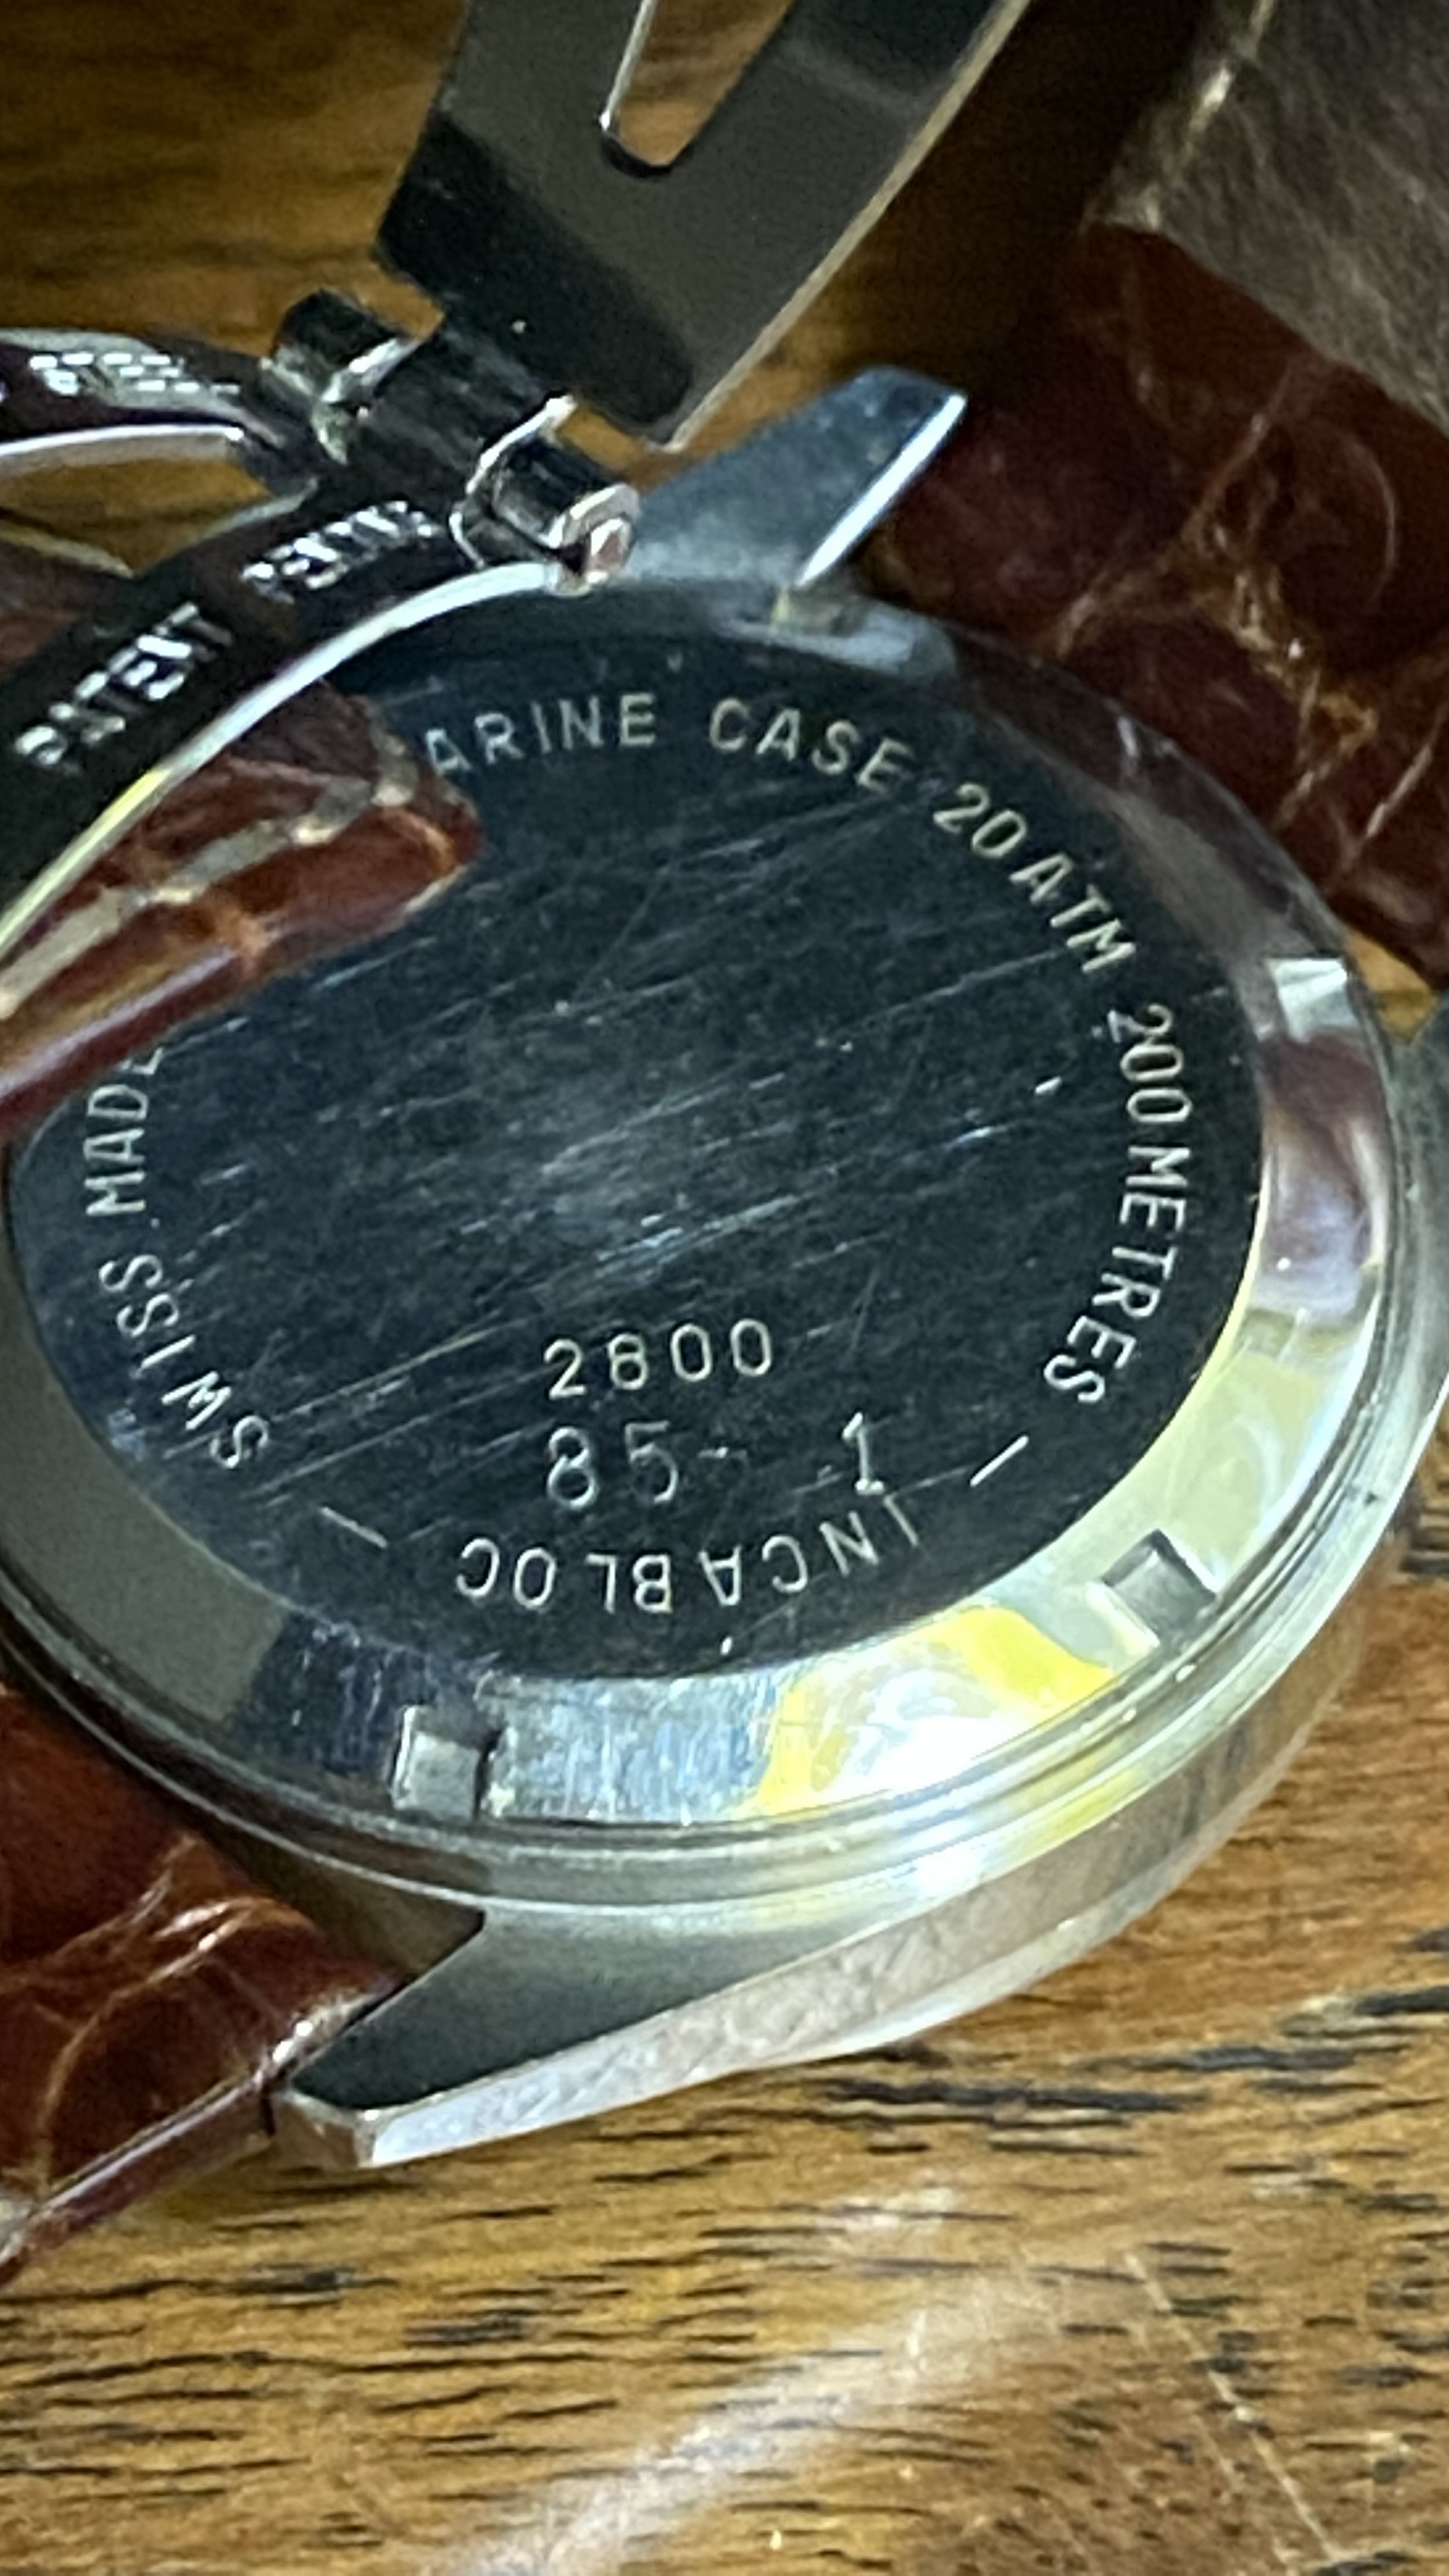 PATENT
ARINE CASE 20 ATM 200 METRES
SWISS MADE
2800
85- 1
INCABLOC